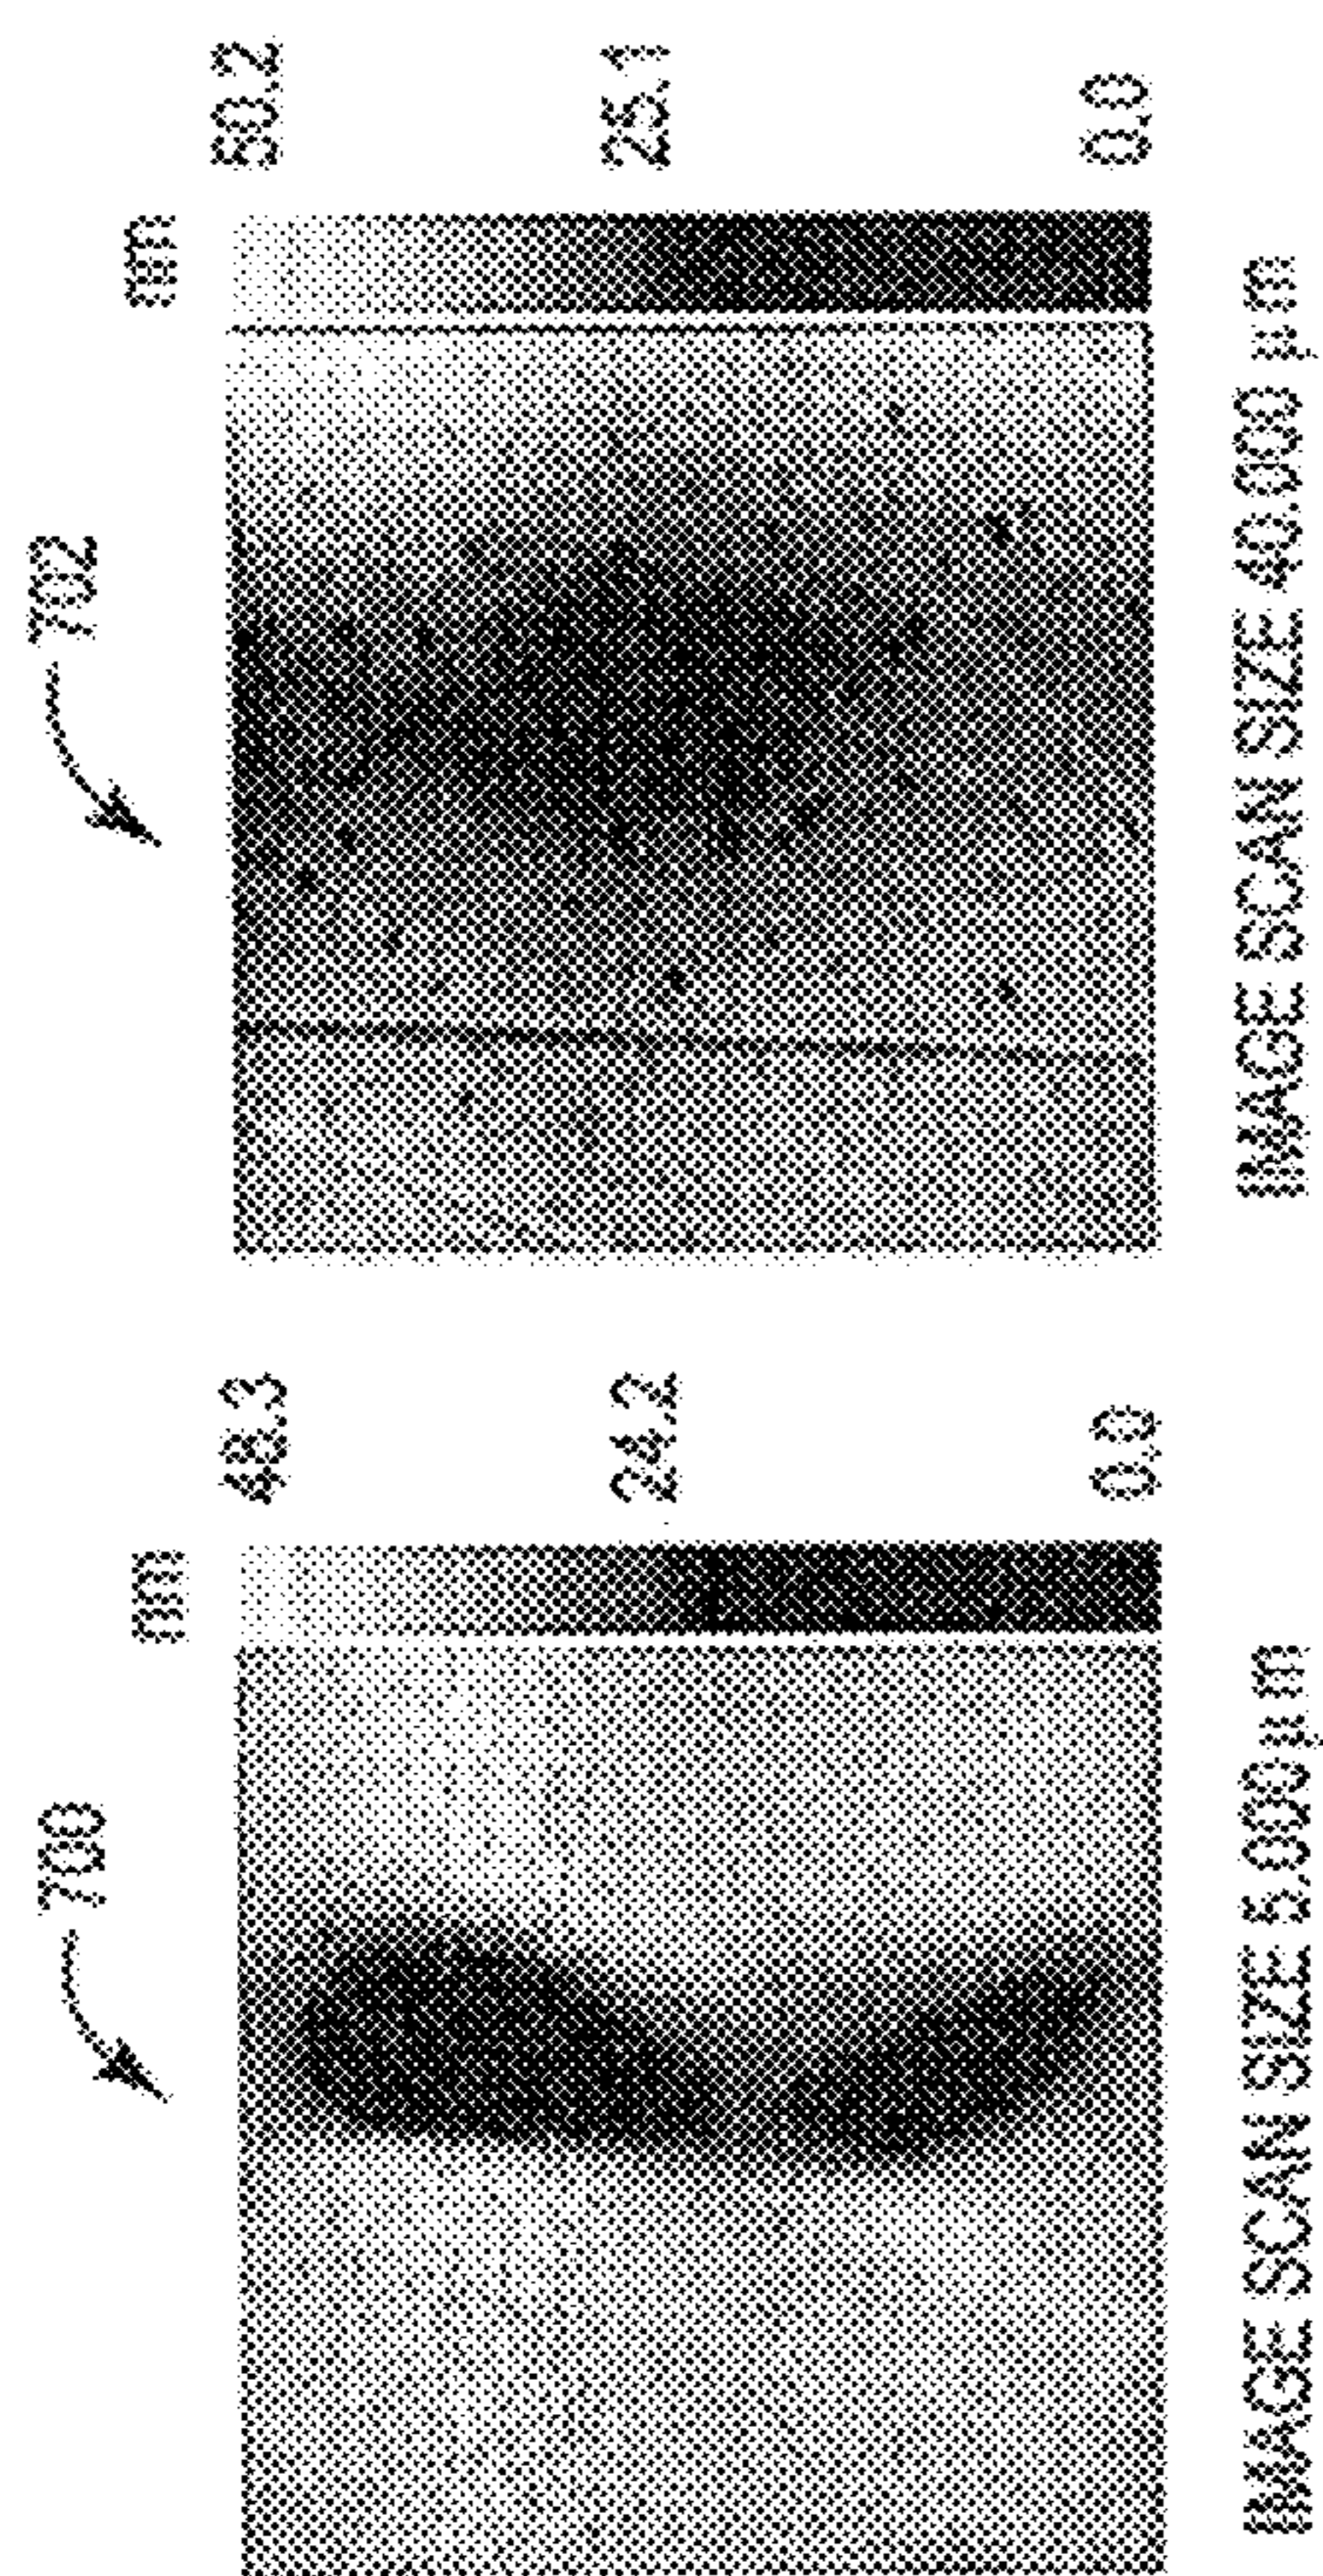 700
nm
48.3
24.2
0.0
IMAGE SCAN SIZE 5.000 μm
702
nm
50.2
25.1
0.0
IMAGE SCAN SIZE 40.000 μm